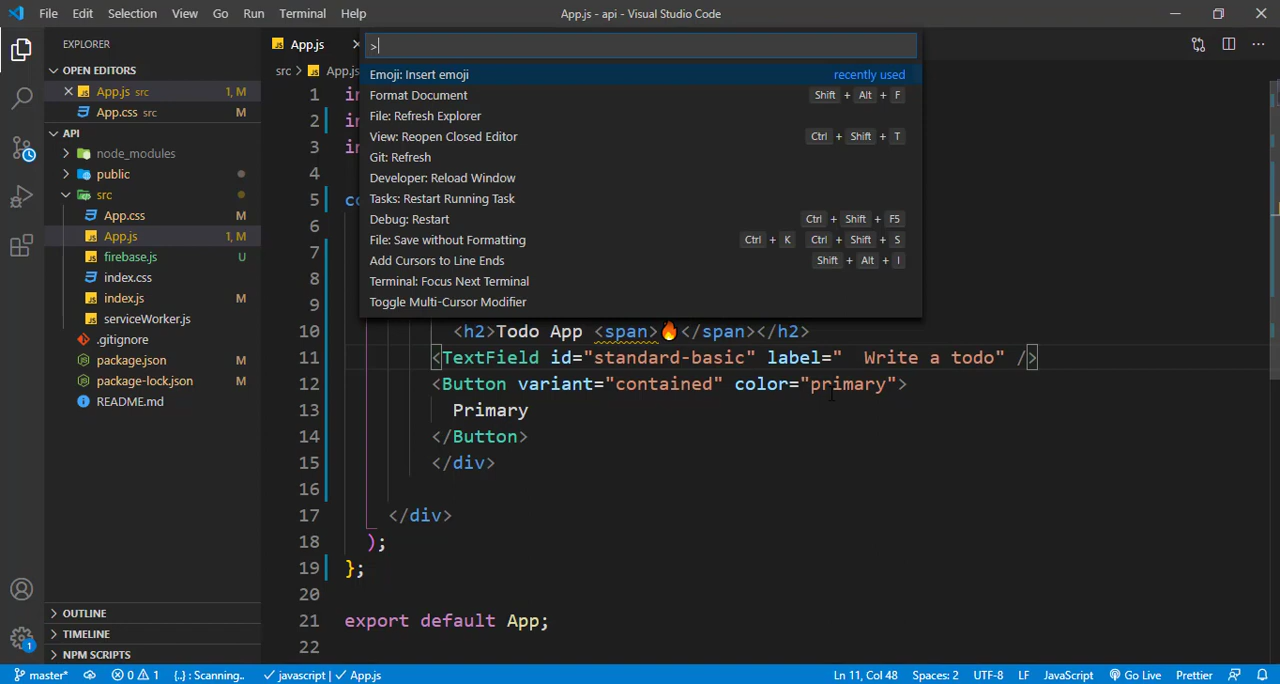 File Edit Selection View Go Run Terminal Help App.js - api - Visual Studio Code
EXPLORER
OPEN EDITORS
App.js src 1, M
App.css src M
API
node_modules
public
src
App.css M
App.js 1, M
firebase.js U
index.css
index.js M
serviceWorker.js
.gitignore
package.json M
package-lock.json M
README.md
OUTLINE
TIMELINE
NPM SCRIPTS
App.js
src > App.js
>
Emoji: Insert emoji recently used
Format Document Shift + Alt + F
File: Refresh Explorer
View: Reopen Closed Editor Ctrl + Shift + T
Git: Refresh
Developer: Reload Window
Tasks: Restart Running Task
Debug: Restart Ctrl + Shift + F5
File: Save without Formatting Ctrl + K Ctrl + Shift + S
Add Cursors to Line Ends Shift + Alt + I
Terminal: Focus Next Terminal
Toggle Multi-Cursor Modifier
1 im
2 im
3 im
4
5 co
6
7
8
9
10 <h2>Todo App <span>🔥</span></h2>
11 <TextField id="standard-basic" label="  Write a todo" />
12 <Button variant="contained" color="primary">
13 Primary
14 </Button>
15 </div>
16
17 </div>
18 );
19 };
20
21 export default App;
22
master* 0 1 {..}: Scanning.. javascript | App.js Ln 11, Col 48 Spaces: 2 UTF-8 LF JavaScript Go Live Prettier
1